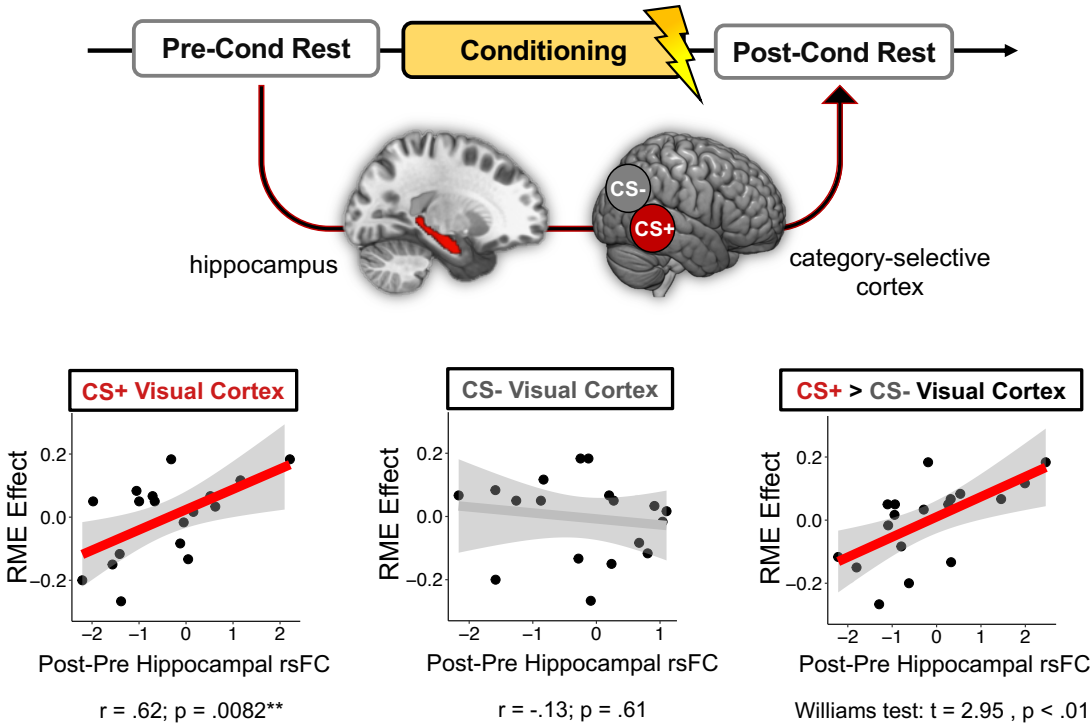 Pre-Cond Rest
Conditioning
Post-Cond Rest
CS-
CS+
hippocampus
category-selective
cortex
CS+ Visual Cortex
CS- Visual Cortex
CS+ > CS- Visual Cortex
RME Effect
0.2
0.0
−0.2
−2 −1 0 1 2
Post-Pre Hippocampal rsFC
r = .62; p = .0082**
RME Effect
0.2
0.0
−0.2
−2 −1 0 1
Post-Pre Hippocampal rsFC
r = -.13; p = .61
RME Effect
0.2
0.0
−0.2
−2 −1 0 1 2
Post-Pre Hippocampal rsFC
Williams test: t = 2.95 , p < .01